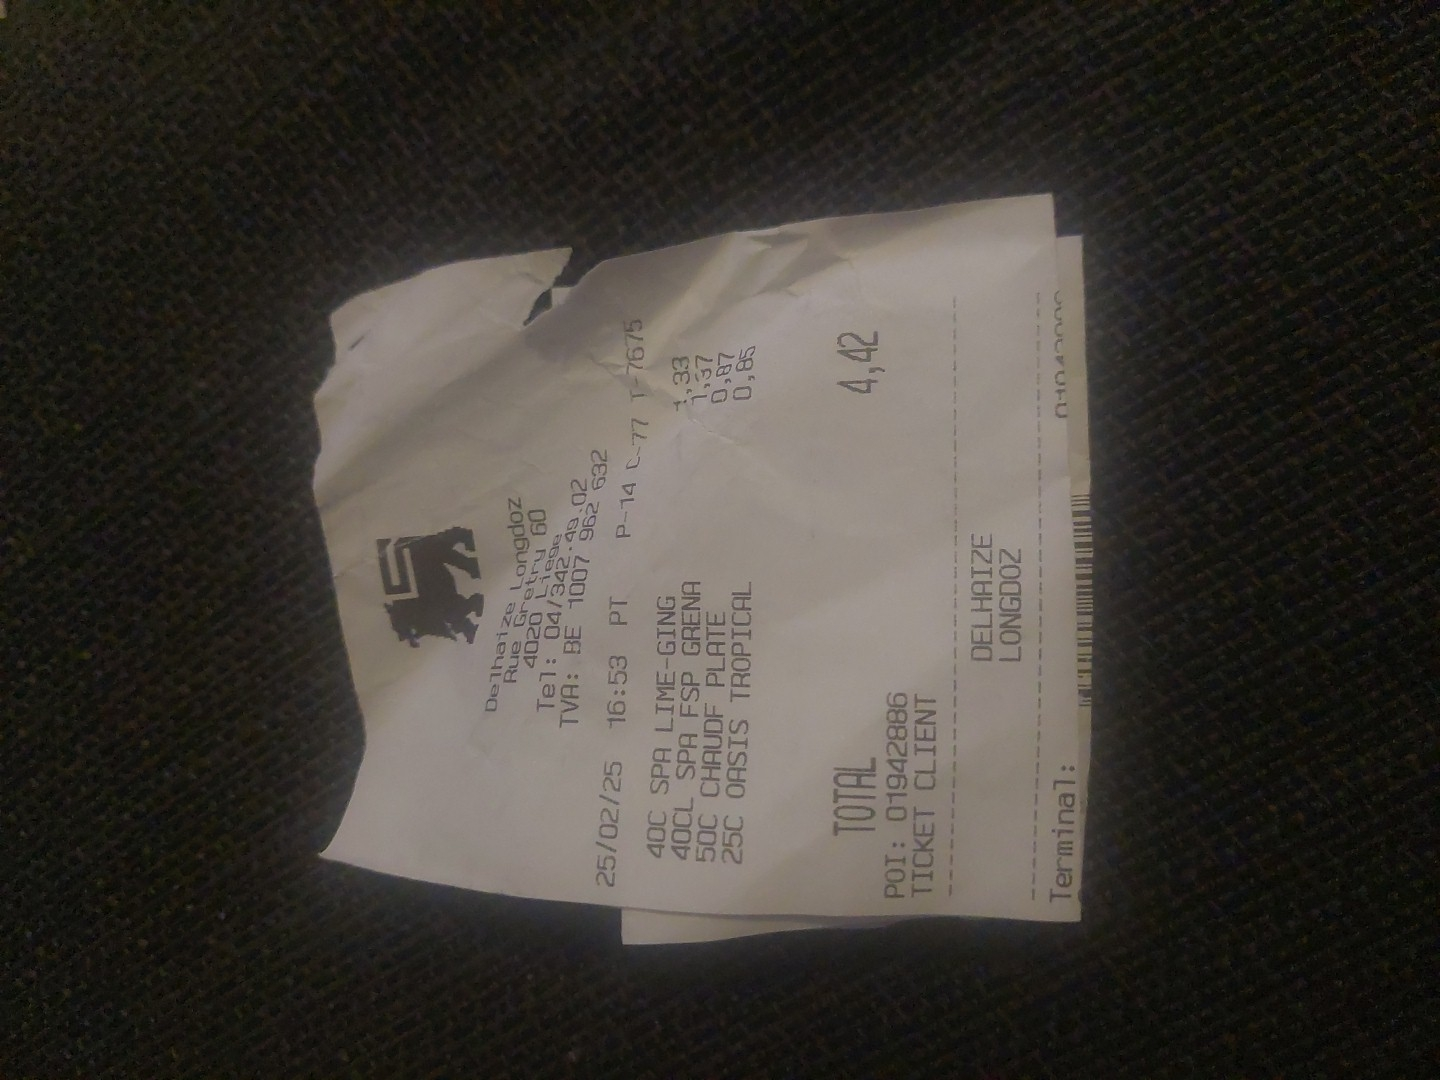 Delhaize Longdoz
Rue Gretry 60
4020 Liege
Tel: 04/342.49.02
TVA: BE 1007 962 632
25/02/25 16:53 PT P-14 C-77 T-7675
40C SPA LIME-GING 1,33
40CL SPA FSP GRENA 1,37
50C CHAUDF PLATE 0,87
25C OASIS TROPICAL 0,85
TOTAL 4,42
POI: 01942886
TICKET CLIENT
DELHAIZE
LONGDOZ
Terminal: